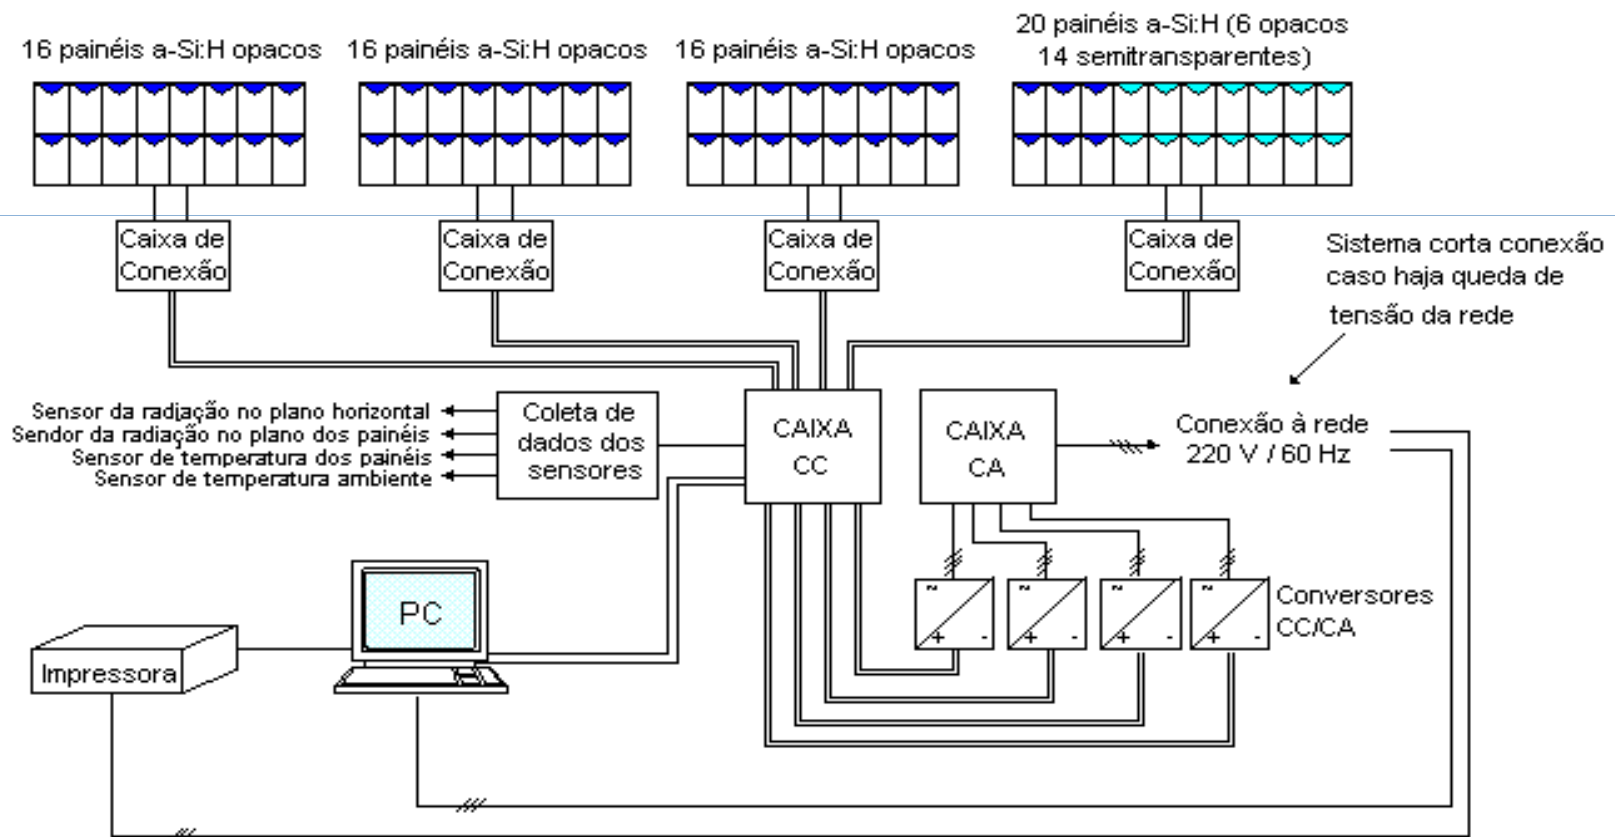 16 painéis a-Si:H opacos
16 painéis a-Si:H opacos
16 painéis a-Si:H opacos
20 painéis a-Si:H (6 opacos
14 semitransparentes)
Caixa de
Conexão
Caixa de
Conexão
Caixa de
Conexão
Caixa de
Conexão
Sistema corta conexão
caso haja queda de
tensão da rede
Sensor da radiação no plano horizontal
Sendor da radiação no plano dos painéis
Sensor de temperatura dos painéis
Sensor de temperatura ambiente
Coleta de
dados dos
sensores
CAIXA
CC
CAIXA
CA
Conexão à rede
220 V / 60 Hz
~
+ -
~
+ -
~
+ -
~
+ -
Conversores
CC/CA
PC
Impressora